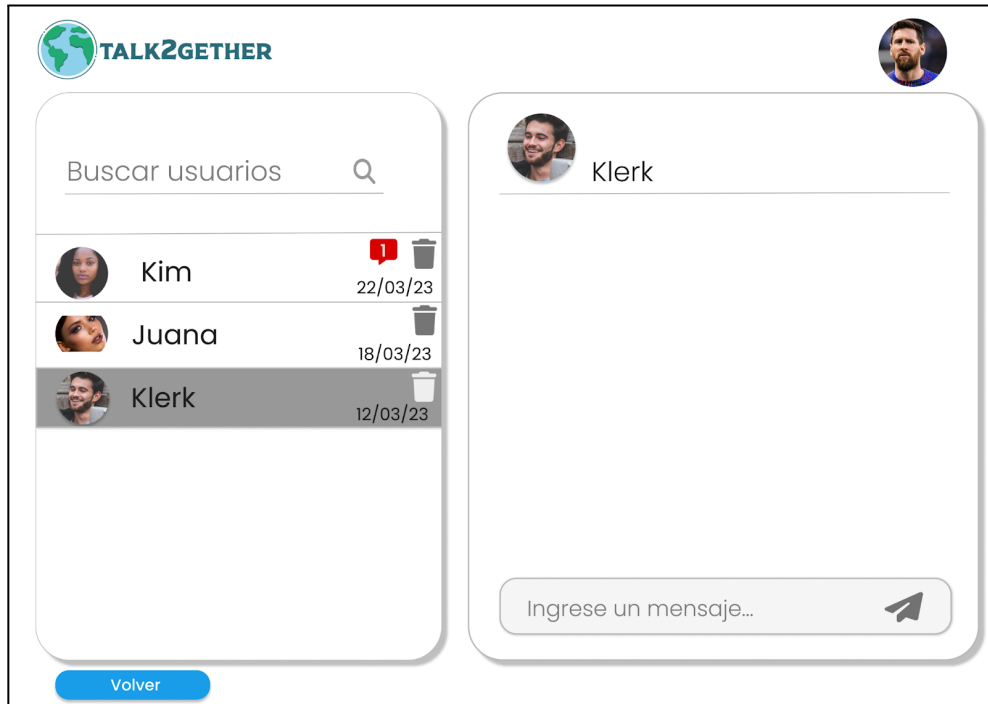 TALK2GETHER
Buscar usuarios
Kim
1
22/03/23
Juana
18/03/23
Klerk
12/03/23
Klerk
Ingrese un mensaje...
Volver